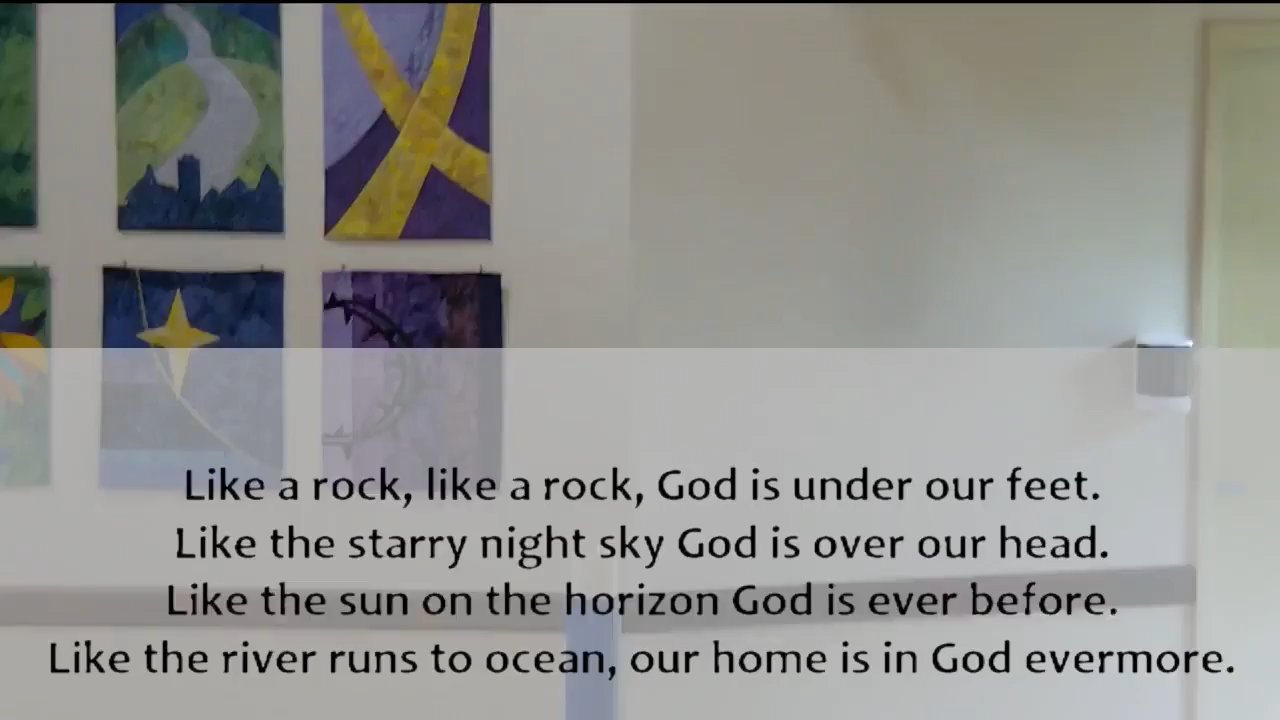 Like a rock, like a rock, God is under our feet.
Like the starry night sky God is over our head.
Like the sun on the horizon God is ever before.
Like the river runs to ocean, our home is in God evermore.